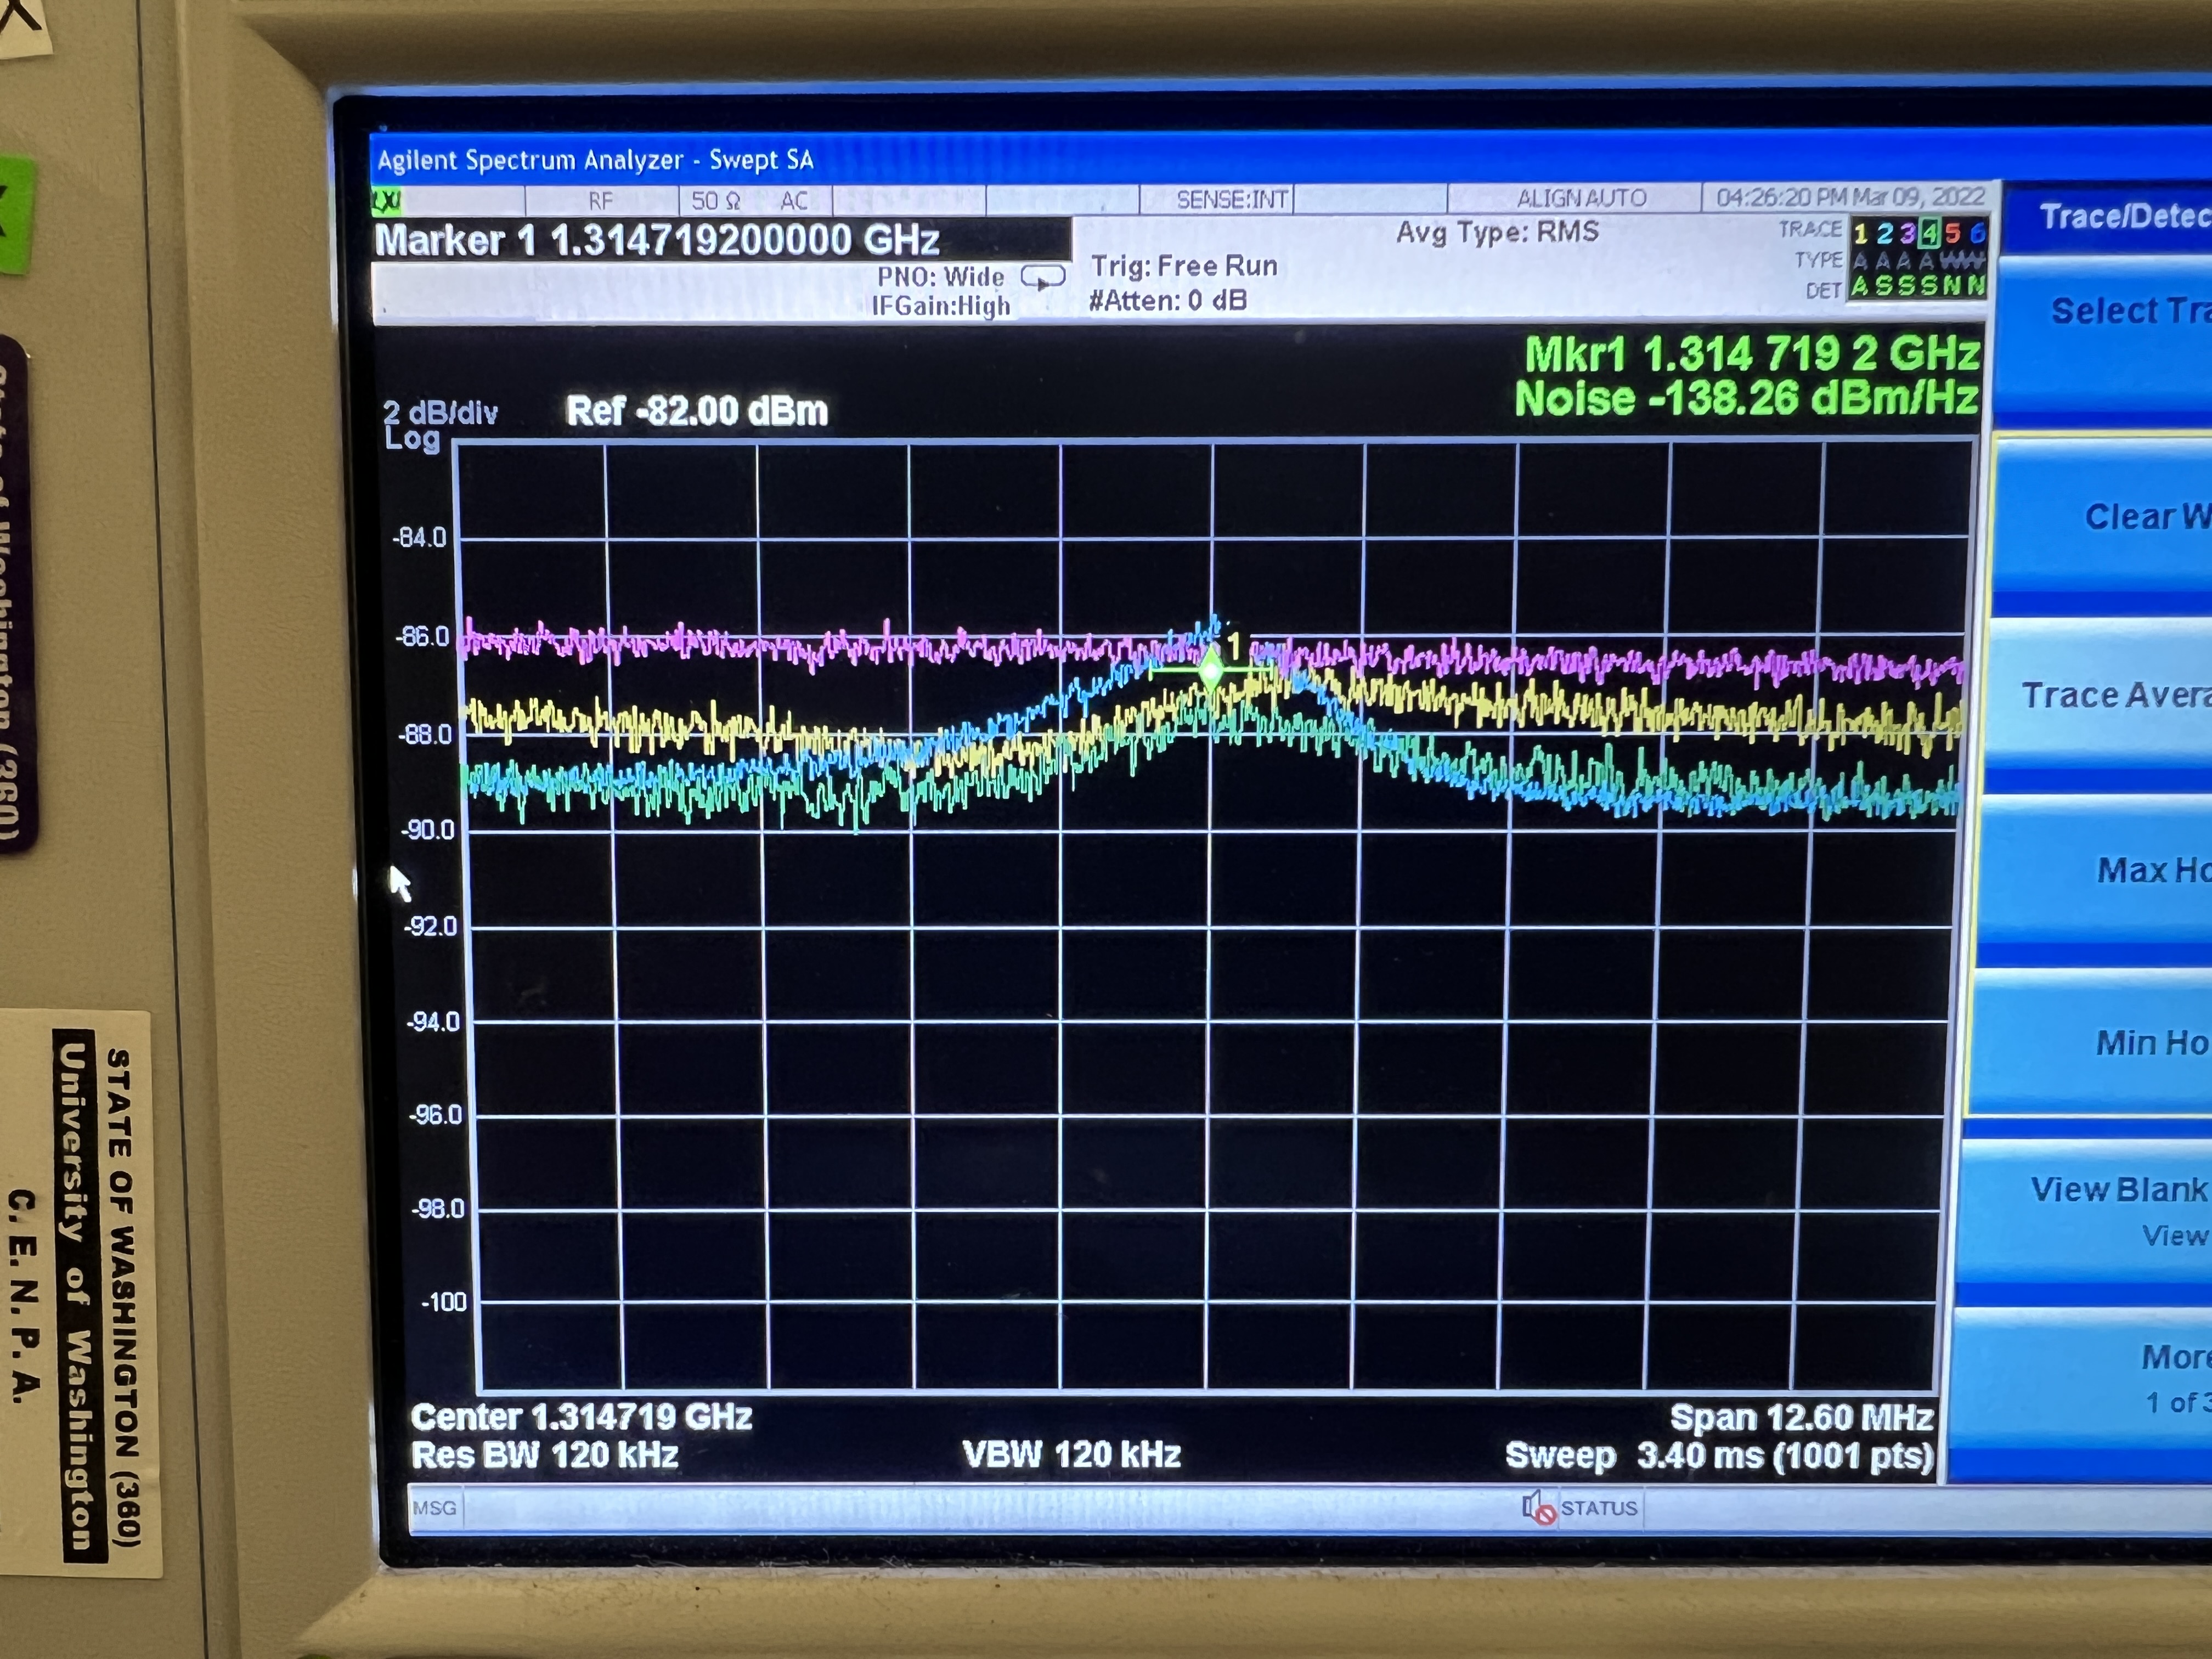 Agilent Spectrum Analyzer - Swept SA
LXI RF 50 Ω AC SENSE:INT ALIGN AUTO 04:26:20 PM Mar 09, 2022
Marker 1 1.314719200000 GHz
PNO: Wide
IFGain:High
Trig: Free Run
#Atten: 0 dB
Avg Type: RMS
TRACE 1 2 3 4 5 6
TYPE A A A A W W
DET A S S S N N
Mkr1 1.314 719 2 GHz
Noise -138.26 dBm/Hz
2 dB/div
Log
Ref -82.00 dBm
1
-84.0
-86.0
-88.0
-90.0
-92.0
-94.0
-96.0
-98.0
-100
Center 1.314719 GHz
Res BW 120 kHz
VBW 120 kHz
Span 12.60 MHz
Sweep 3.40 ms (1001 pts)
MSG
STATUS
Trace/Detec
Select Tra
Clear W
Trace Avera
Max Ho
Min Ho
View Blank
View
More
1 of 3
State of Washington (360)
STATE OF WASHINGTON (360)
University of Washington
C. E. N. P. A.